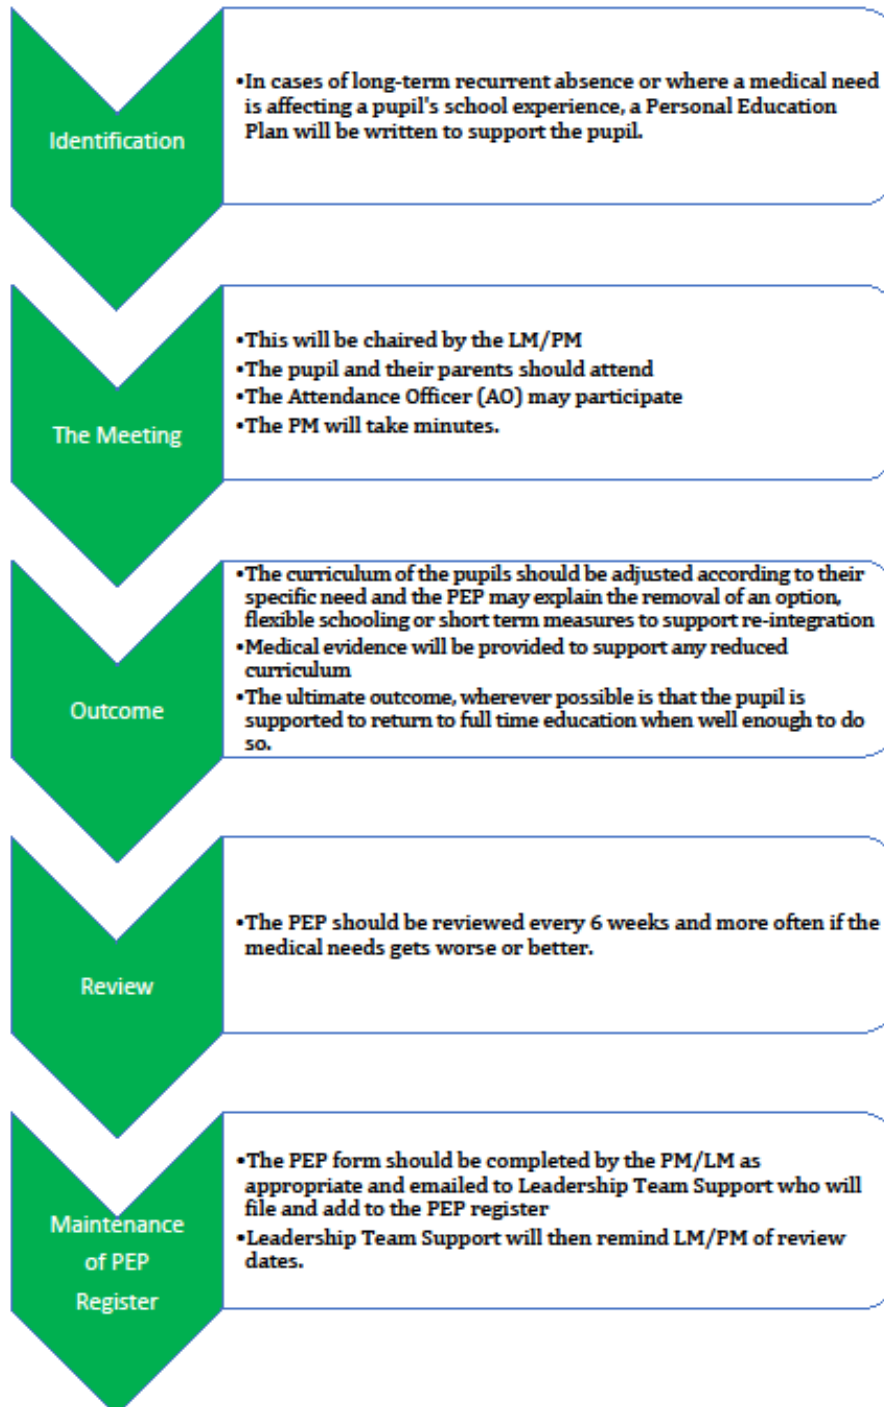 Identification
•In cases of long-term recurrent absence or where a medical need
is affecting a pupil's school experience, a Personal Education
Plan will be written to support the pupil.
The Meeting
•This will be chaired by the LM/PM
•The pupil and their parents should attend
•The Attendance Officer (AO) may participate
•The PM will take minutes.
Outcome
•The curriculum of the pupils should be adjusted according to their
specific need and the PEP may explain the removal of an option,
flexible schooling or short term measures to support re-integration
•Medical evidence will be provided to support any reduced
curriculum
•The ultimate outcome, wherever possible is that the pupil is
supported to return to full time education when well enough to do
so.
Review
•The PEP should be reviewed every 6 weeks and more often if the
medical needs gets worse or better.
Maintenance
of PEP
Register
•The PEP form should be completed by the PM/LM as
appropriate and emailed to Leadership Team Support who will
file and add to the PEP register
•Leadership Team Support will then remind LM/PM of review
dates.